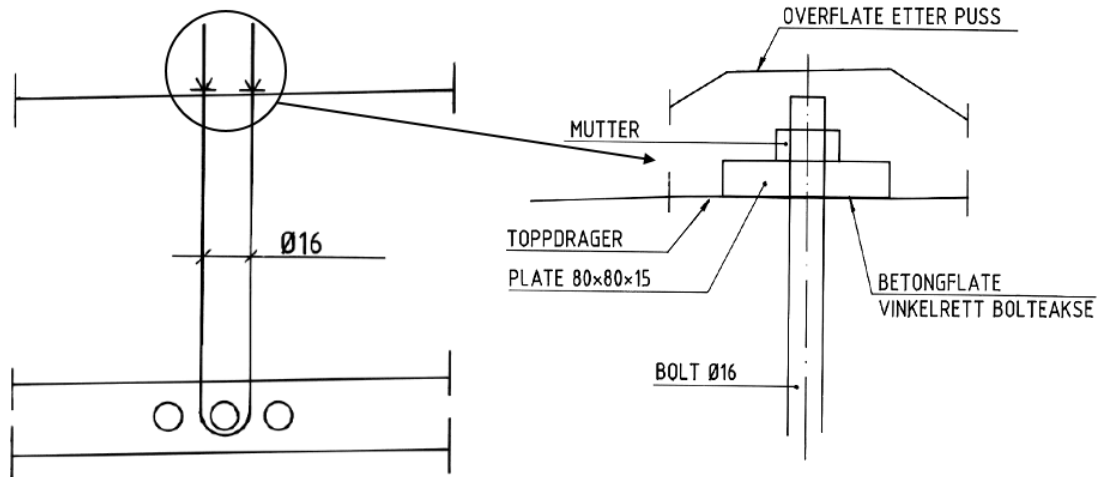 OVERFLATE ETTER PUSS
MUTTER
Ø16
TOPPDRAGER
PLATE 80×80×15
BETONGFLATE
VINKELRETT BOLTEAKSE
BOLT Ø16